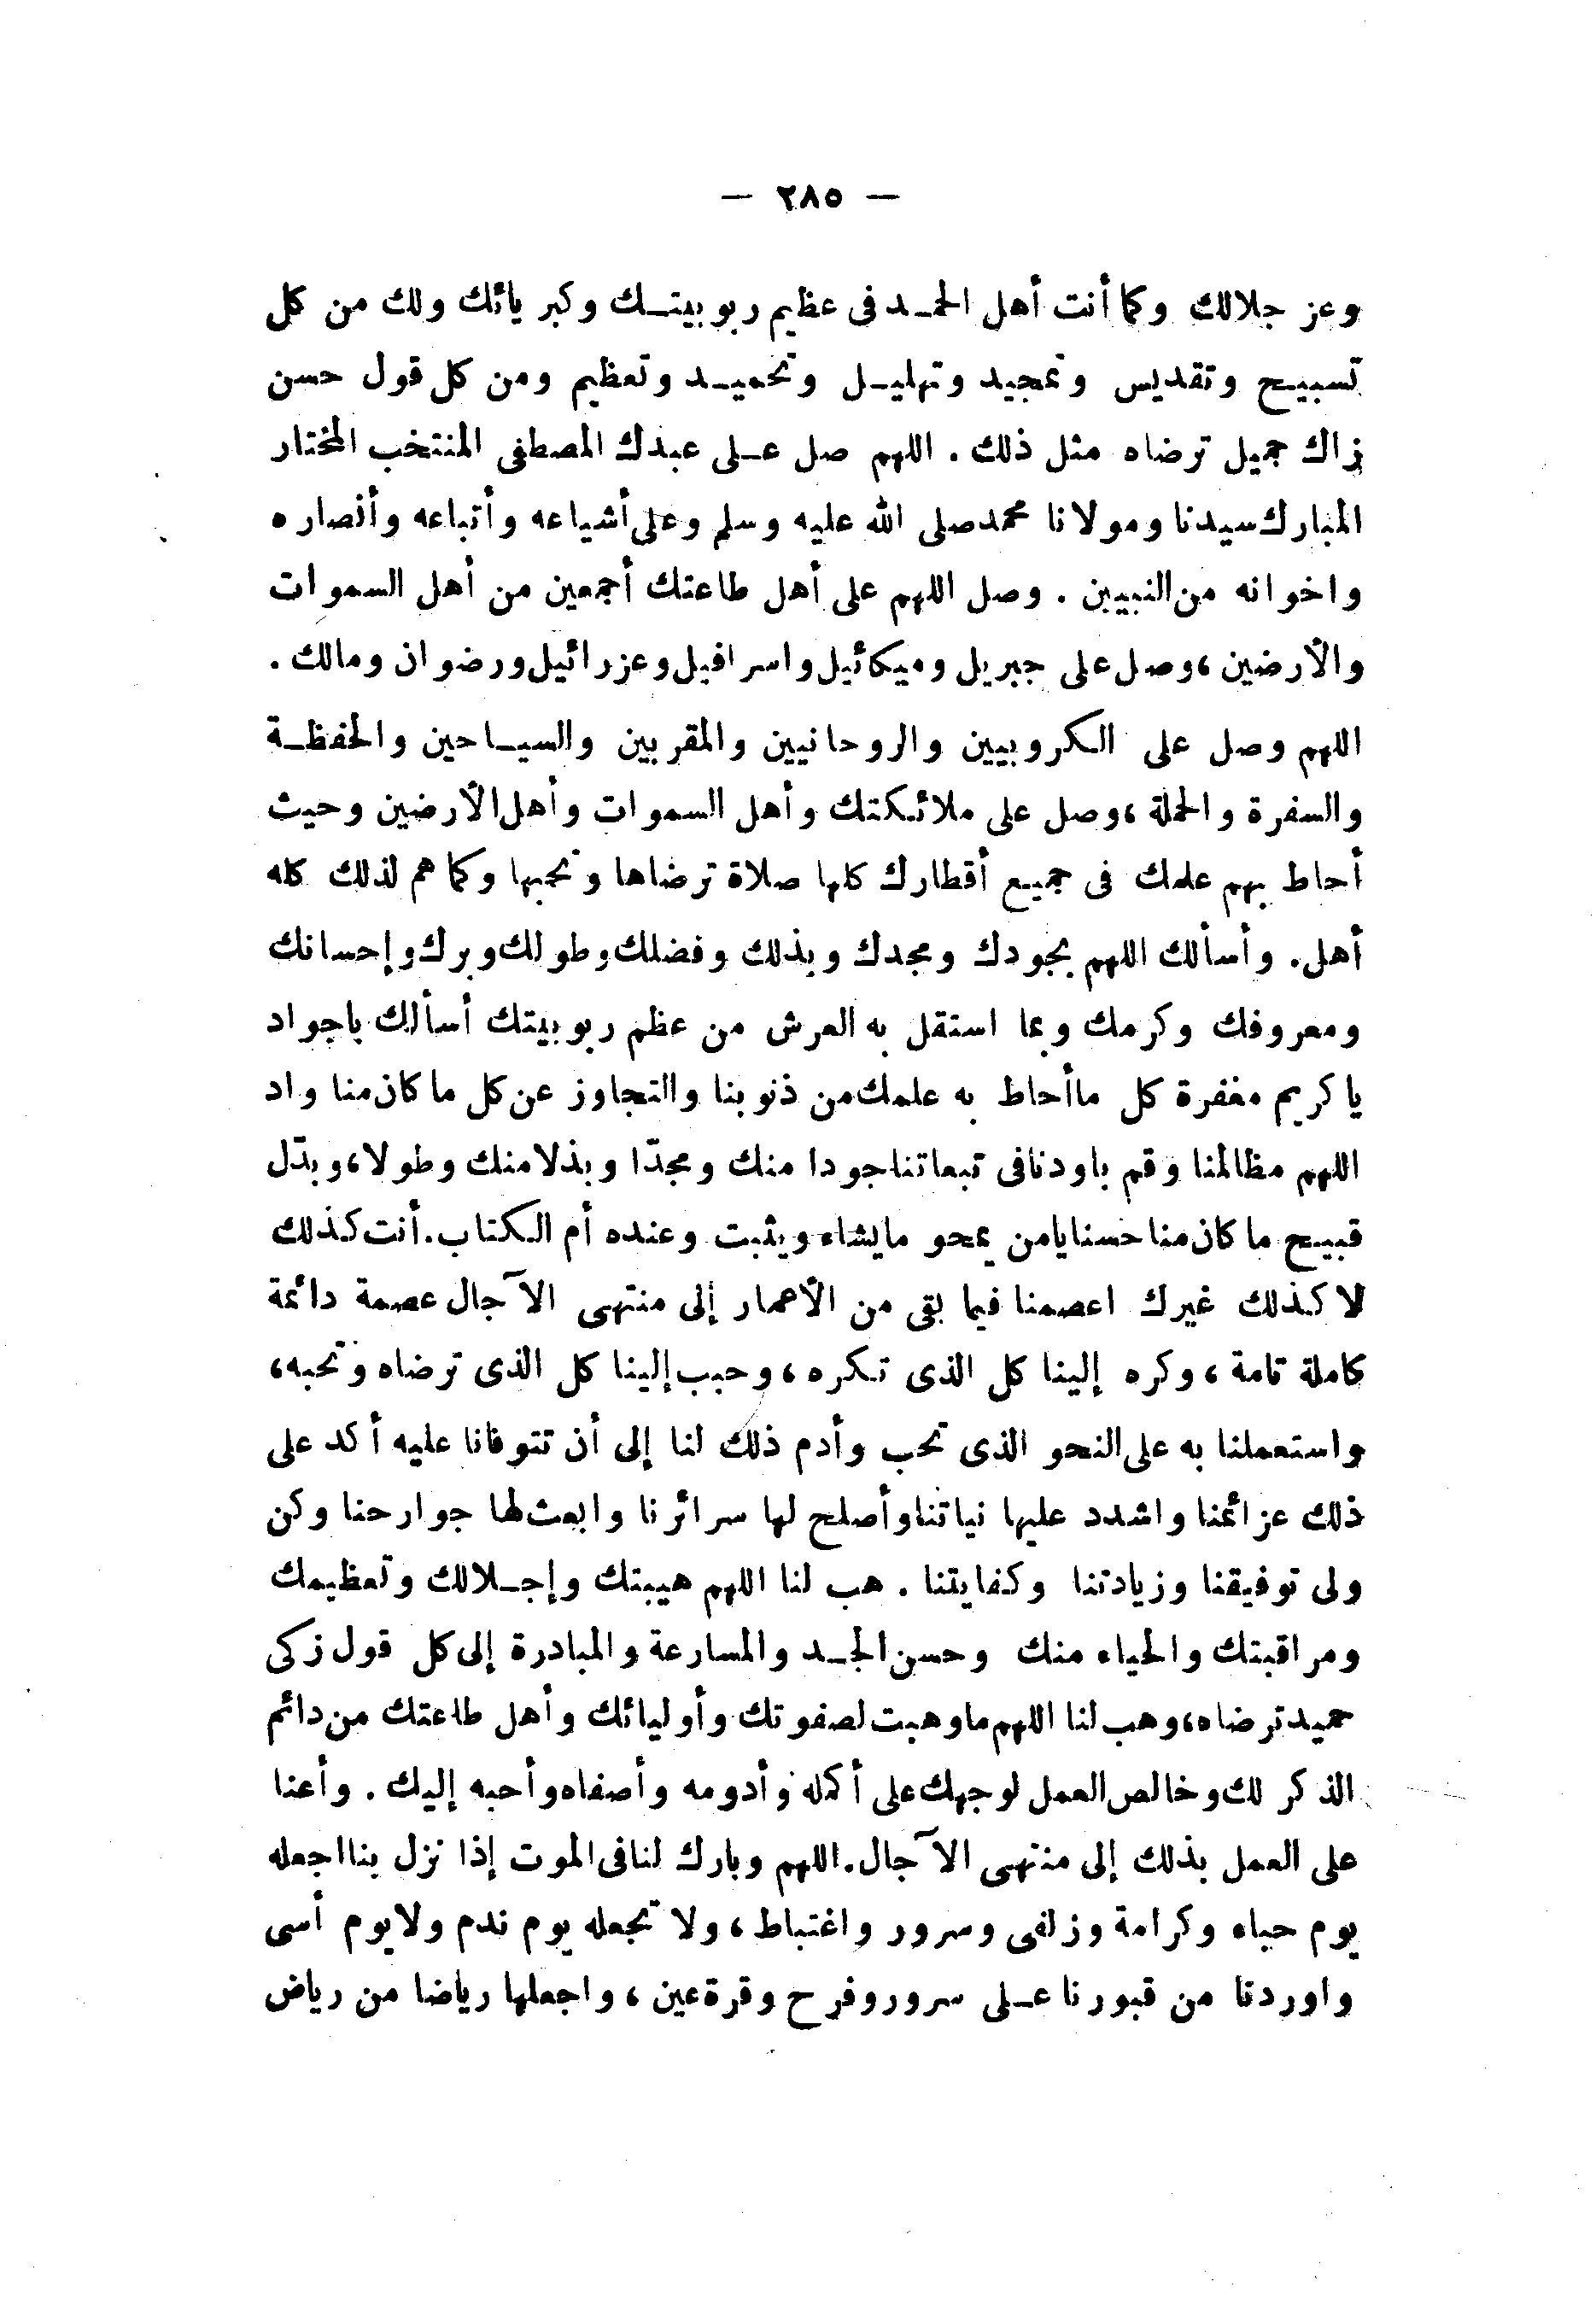 — ٢٨٥ —
وعز جلالك وكما أنت أهل الحمد فى عظيم ربوبيتك وكبريائك ولك من كل
تسبيح وتقديس وتمجيد وتهليل وتحميد وتعظيم ومن كل قول حسن
زاك جميل ترضاه مثل ذلك . اللهم صل على عبدك المصطفى المنتخب المختار
المبارك سيدنا ومولانا محمد صلى الله عليه وسلم وعلى أشياعه وأتباعه وأنصاره
واخوانه من النبيين . وصل اللهم على أهل طاعتك أجمعين من أهل السموات
والأرضين ، وصل على جبريل وميكائيل واسرافيل وعزرائيل ورضوان ومالك .
اللهم وصل على الكروبيين والروحانيين والمقربين والسياحين والحفظة
والسفرة والحملة ، وصل على ملائكتك وأهل السموات وأهل الأرضين وحيث
أحاط بهم علمك فى جميع أقطارك كلها صلاة ترضاها وتحبها وكما هم لذلك كله
أهل . وأسألك اللهم بجودك ومجدك وبذلك وفضلك وطولك وبرك وإحسانك
ومعروفك وكرمك وبما استقل به العرش من عظم ربوبيتك أسألك ياجواد
ياكريم مغفرة كل ماأحاط به علمك من ذنوبنا والتجاوز عن كل ما كان منا واد
اللهم مظالمنا وقم باودنا فى تبعاتنا جودا منك ومجدّا وبذلا منك وطولا ، وبدّل
قبيح ما كان منا حسنا يامن يمحو مايشاء ويثبت وعنده أم الكتاب . أنت كذلك
لا كذلك غيرك اعصمنا فيما بقى من الأعمار إلى منتهى الآجال عصمة دائمة
كاملة تامة ، وكره إلينا كل الذى تكره ، وحبب إلينا كل الذى ترضاه وتحبه ،
واستعملنا به على النحو الذى تحب وأدم ذلك لنا إلى أن تتوفانا عليه أكد على
ذلك عزائمنا واشدد عليها نياتنا وأصلح لها سرائرنا وابعث لها جوارحنا وكن
ولى توفيقنا وزيادتنا وكفايتنا . هب لنا اللهم هيبتك وإجلالك وتعظيمك
ومراقبتك والحياء منك وحسن الجد والمسارعة والمبادرة إلى كل قول زكى
حميد ترضاه ، وهب لنا اللهم ما وهبت لصفوتك وأوليائك وأهل طاعتك من دائم
الذكر لك وخالص العمل لوجهك على أكمله وأدومه وأصفاه وأحبه إليك . وأعنا
على العمل بذلك إلى منتهى الآجال . اللهم وبارك لنا فى الموت إذا نزل بنا اجعله
يوم حباء وكرامة وزلفى وسرور واغتباط ، ولا تجعله يوم ندم ولا يوم أسى
واوردنا من قبورنا على سرور وفرح وقرة عين ، واجعلها رياضا من رياض